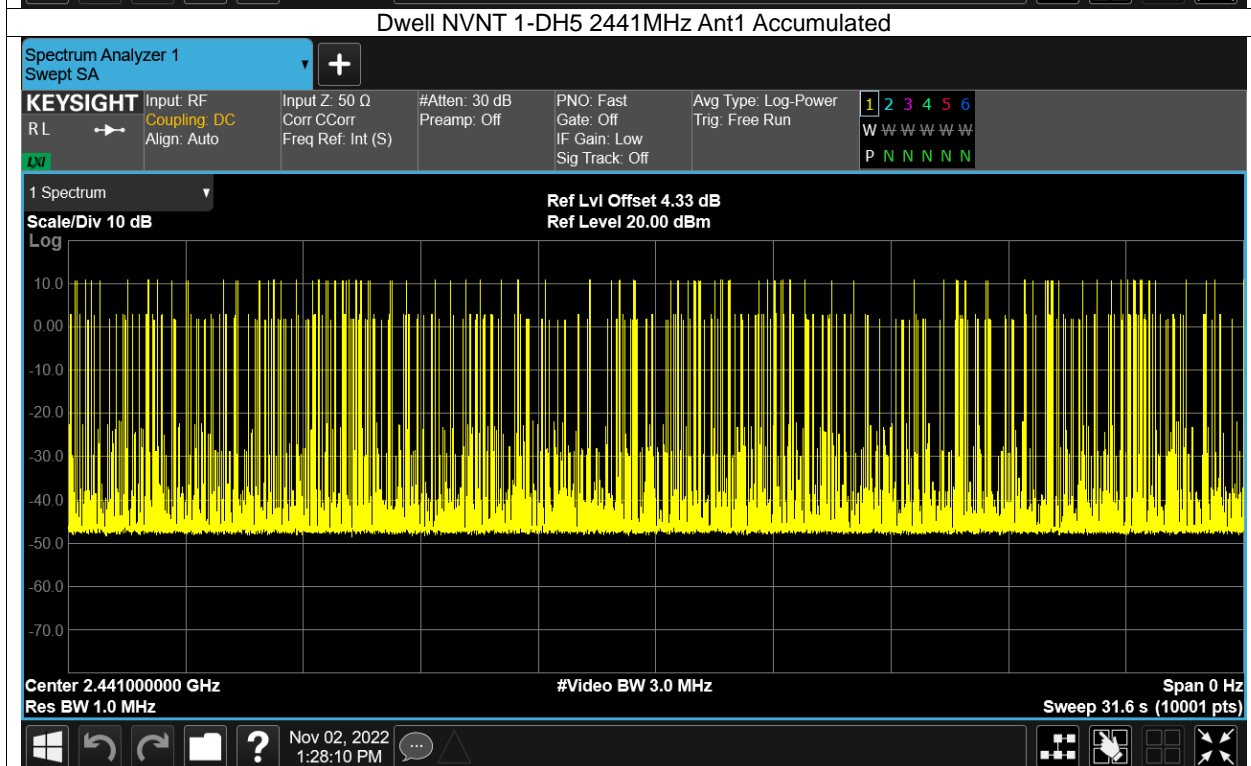 Dwell NVNT 1-DH5 2441MHz Ant1 Accumulated
Spectrum Analyzer 1
Swept SA
KEYSIGHT
R L
LXI
Input: RF
Coupling: DC
Align: Auto
Input Z: 50 Ω
Corr CCorr
Freq Ref: Int (S)
#Atten: 30 dB
Preamp: Off
PNO: Fast
Gate: Off
IF Gain: Low
Sig Track: Off
Avg Type: Log-Power
Trig: Free Run
1 2 3 4 5 6
W W W W W W
P N N N N N
1 Spectrum
Scale/Div 10 dB
Ref Lvl Offset 4.33 dB
Ref Level 20.00 dBm
Log
10.0
0.00
-10.0
-20.0
-30.0
-40.0
-50.0
-60.0
-70.0
Center 2.441000000 GHz
#Video BW 3.0 MHz
Span 0 Hz
Res BW 1.0 MHz
Sweep 31.6 s (10001 pts)
?
Nov 02, 2022
1:28:10 PM